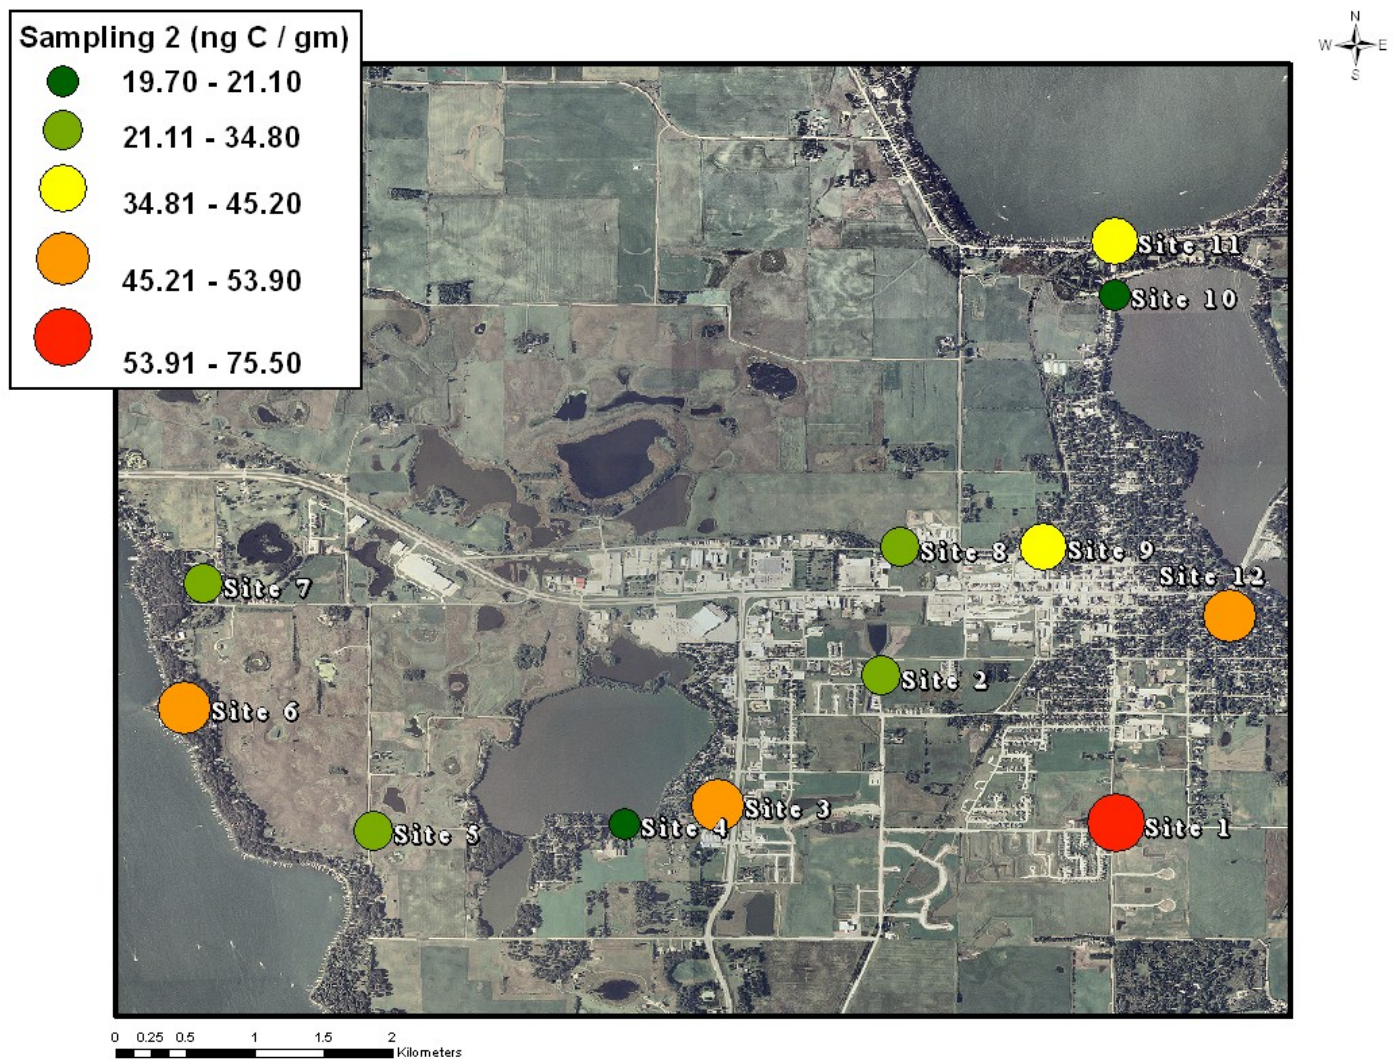 Sampling 2 (ng C / gm)
19.70 - 21.10
21.11 - 34.80
34.81 - 45.20
45.21 - 53.90
53.91 - 75.50
N
W E
S
Site 11
Site 10
Site 8
Site 9
Site 12
Site 7
Site 2
Site 6
Site 3
Site 4
Site 1
Site 5
0 0.25 0.5 1 1.5 2
Kilometers